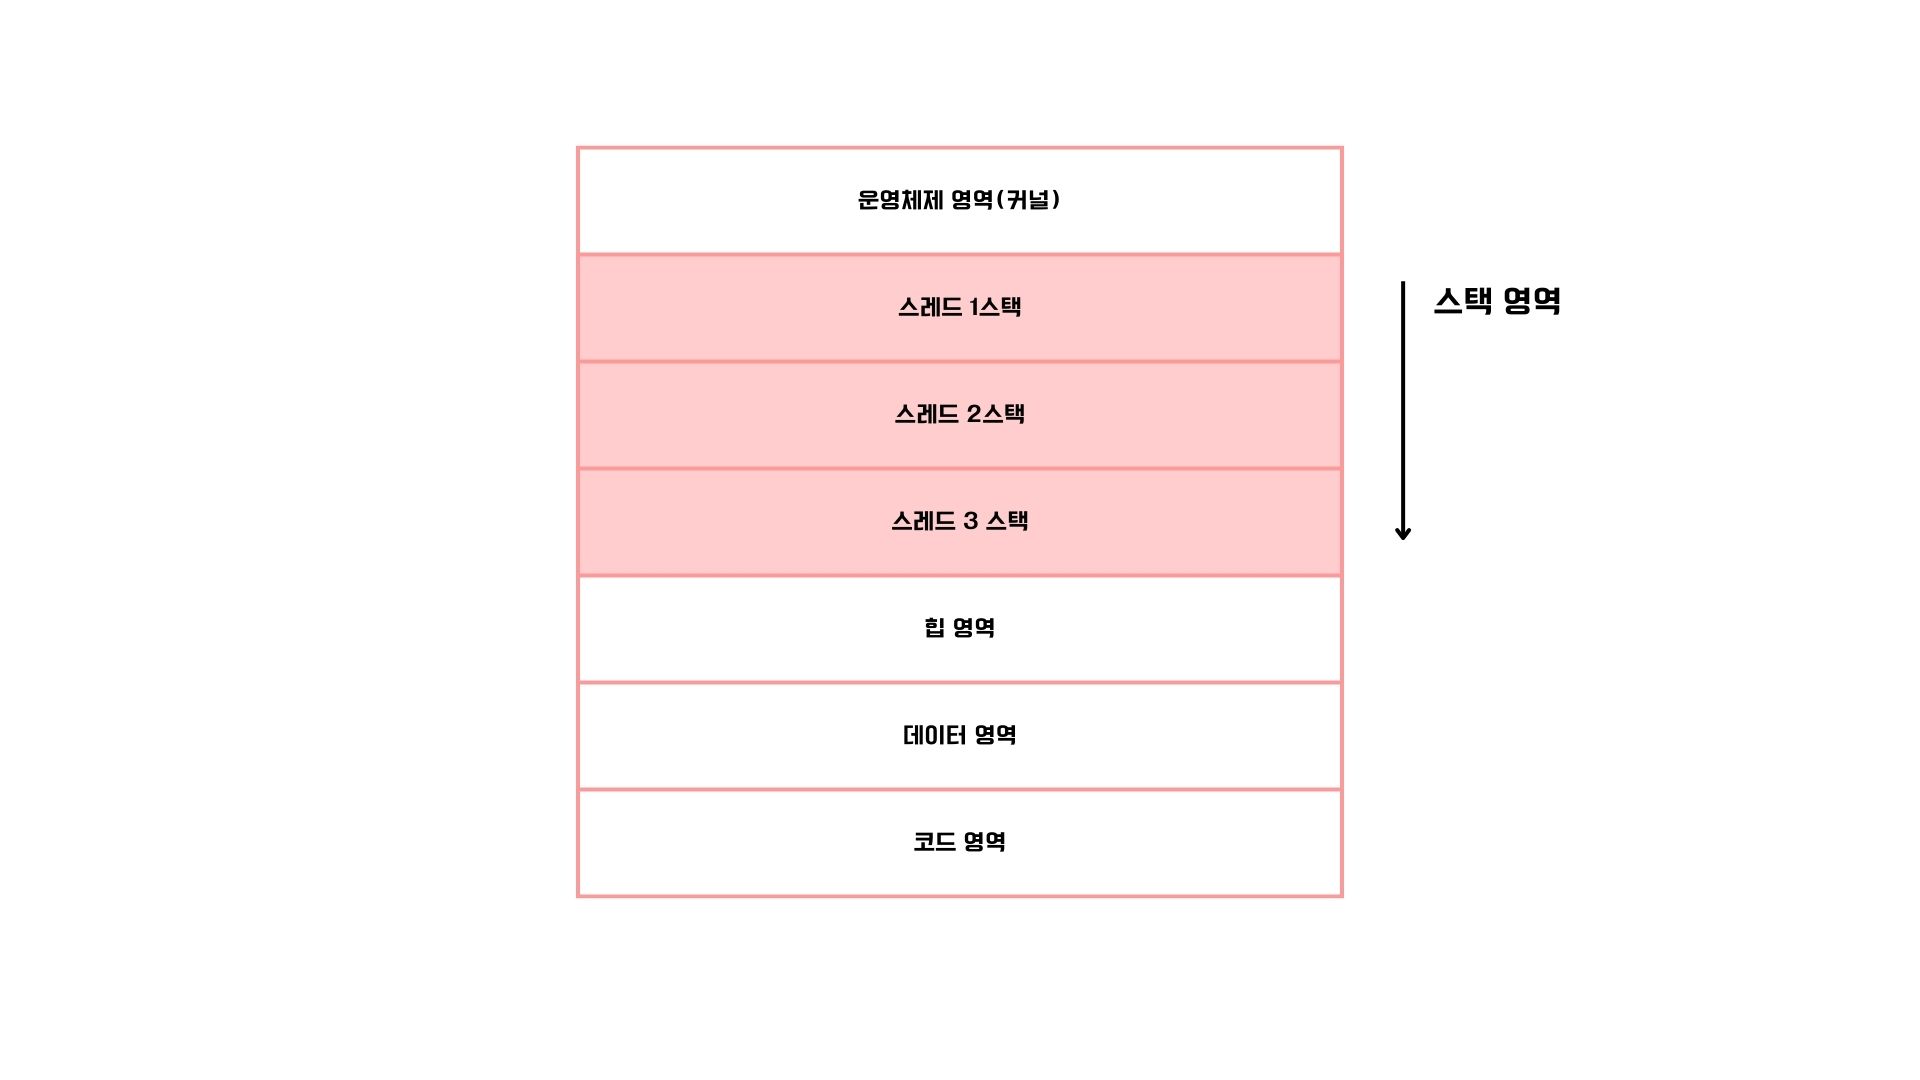 운영체제 영역(커널)
스레드 1스택
스택 영역
스레드 2스택
스레드 3 스택
힙 영역
데이터 영역
코드 영역